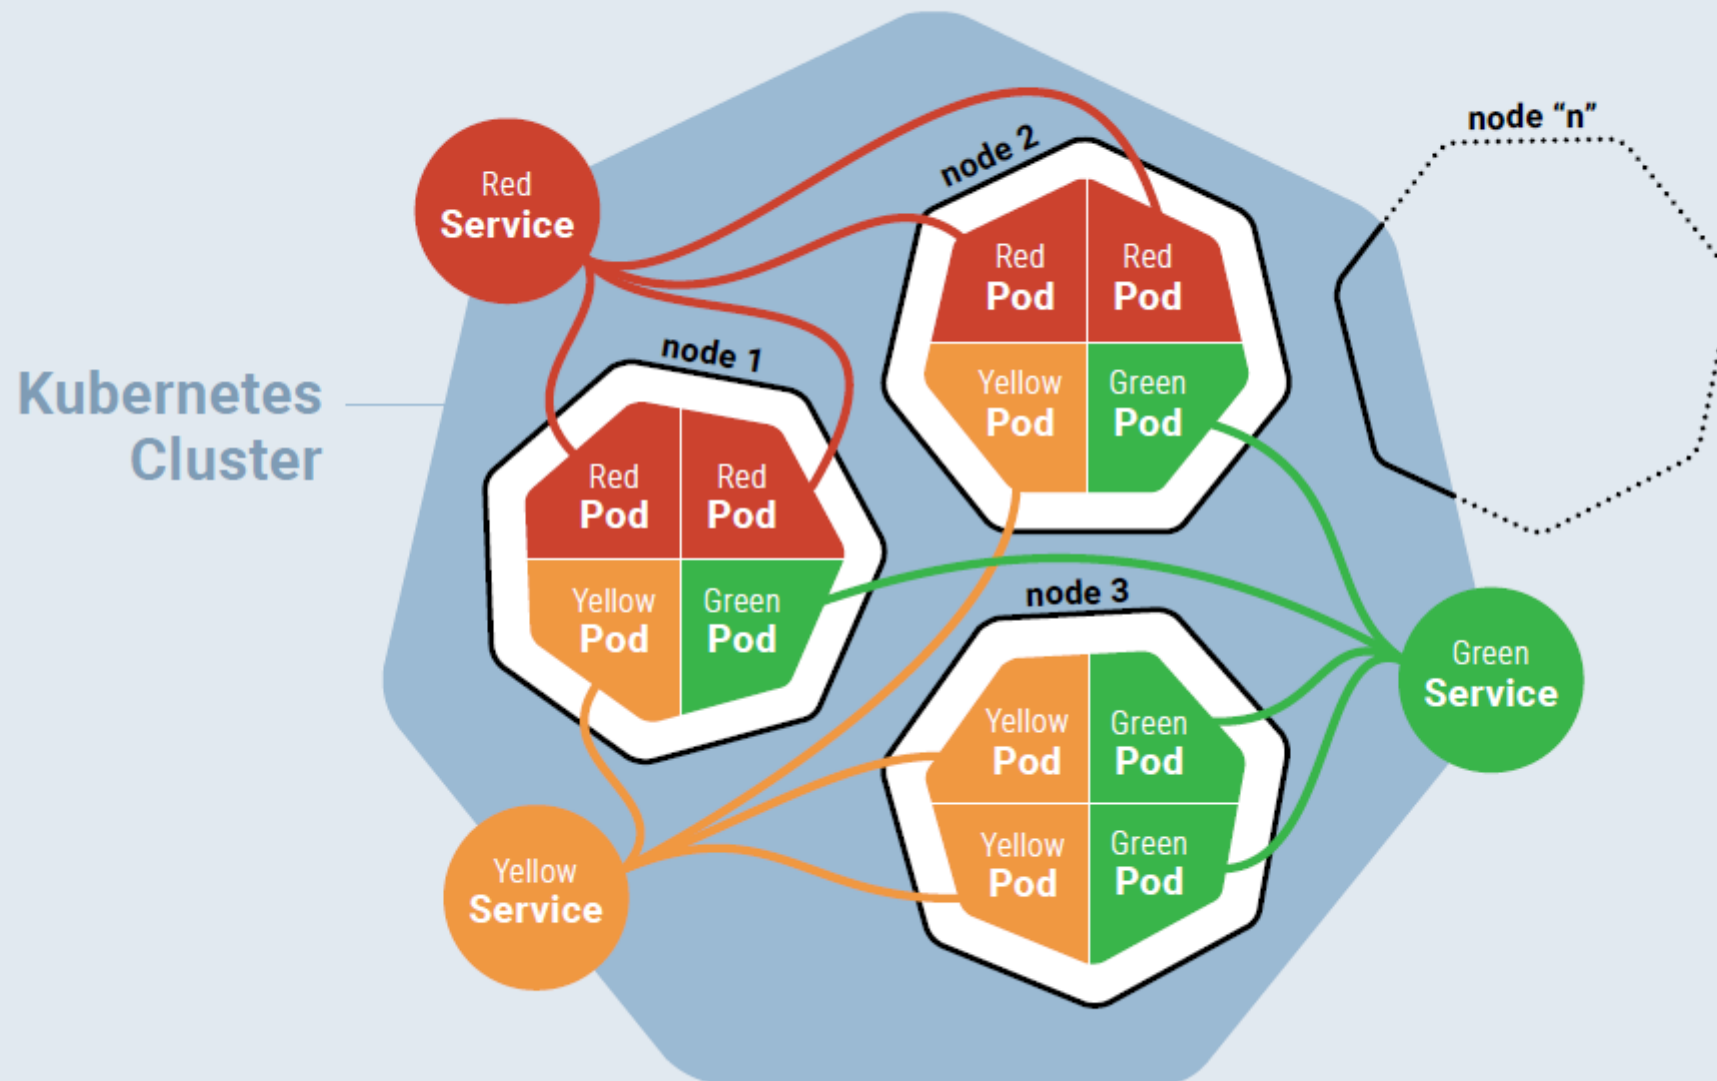 node “n”
node 2
Red
Service
Red
Pod
Red
Pod
Yellow
Pod
Green
Pod
Kubernetes
Cluster
node 1
Red
Pod
Red
Pod
Yellow
Pod
Green
Pod
node 3
Yellow
Pod
Green
Pod
Yellow
Pod
Green
Pod
Green
Service
Yellow
Service